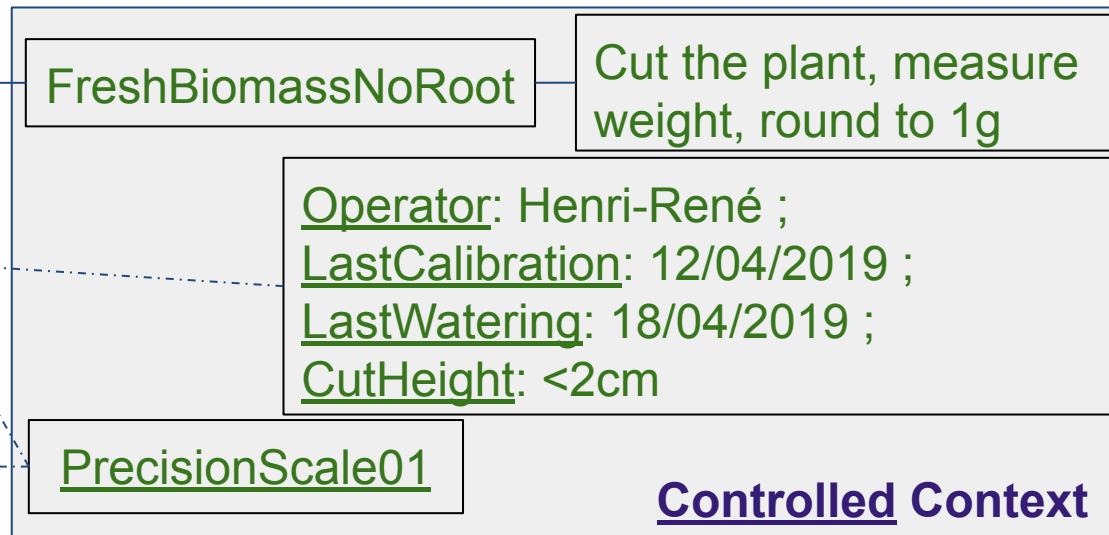 FreshBiomassNoRoot
Cut the plant, measure
weight, round to 1g
Operator: Henri-René ;
LastCalibration: 12/04/2019 ;
LastWatering: 18/04/2019 ;
CutHeight: <2cm
PrecisionScale01
Controlled Context